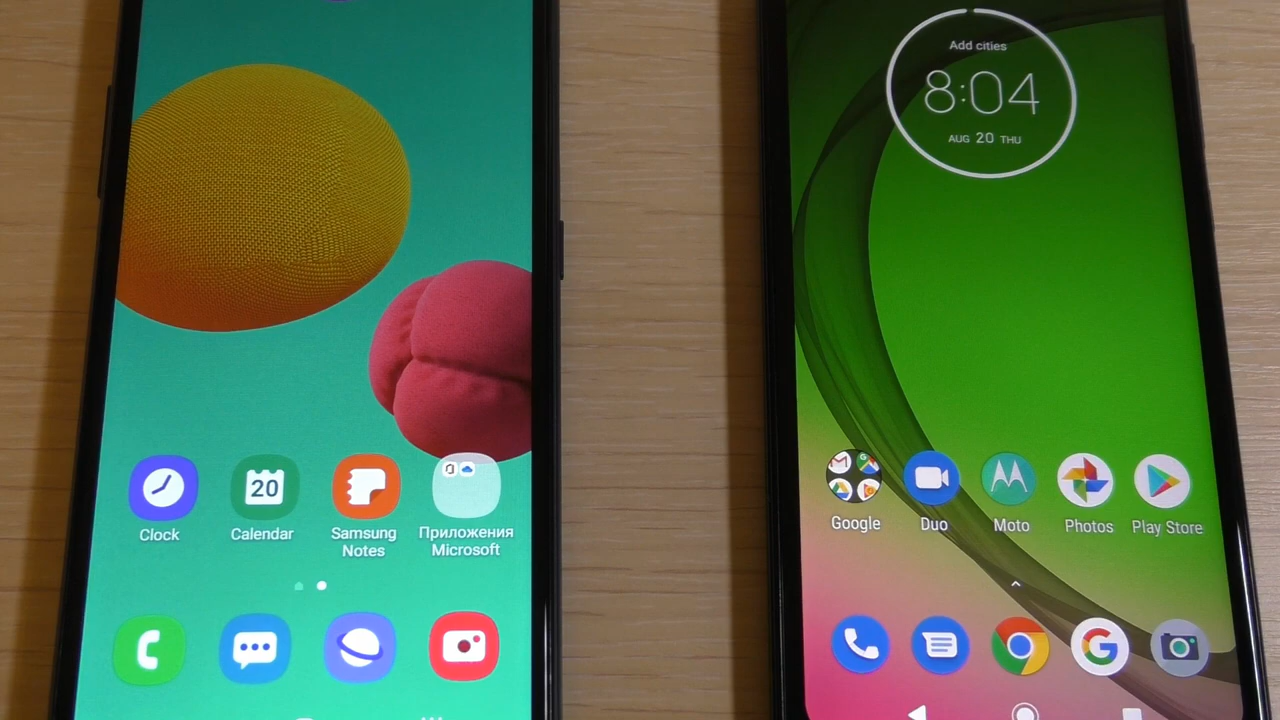 20
Clock
Calendar
Samsung
Notes
Приложения
Microsoft
Add cities
8:04
AUG 20 THU
Google
Duo
Moto
Photos
Play Store